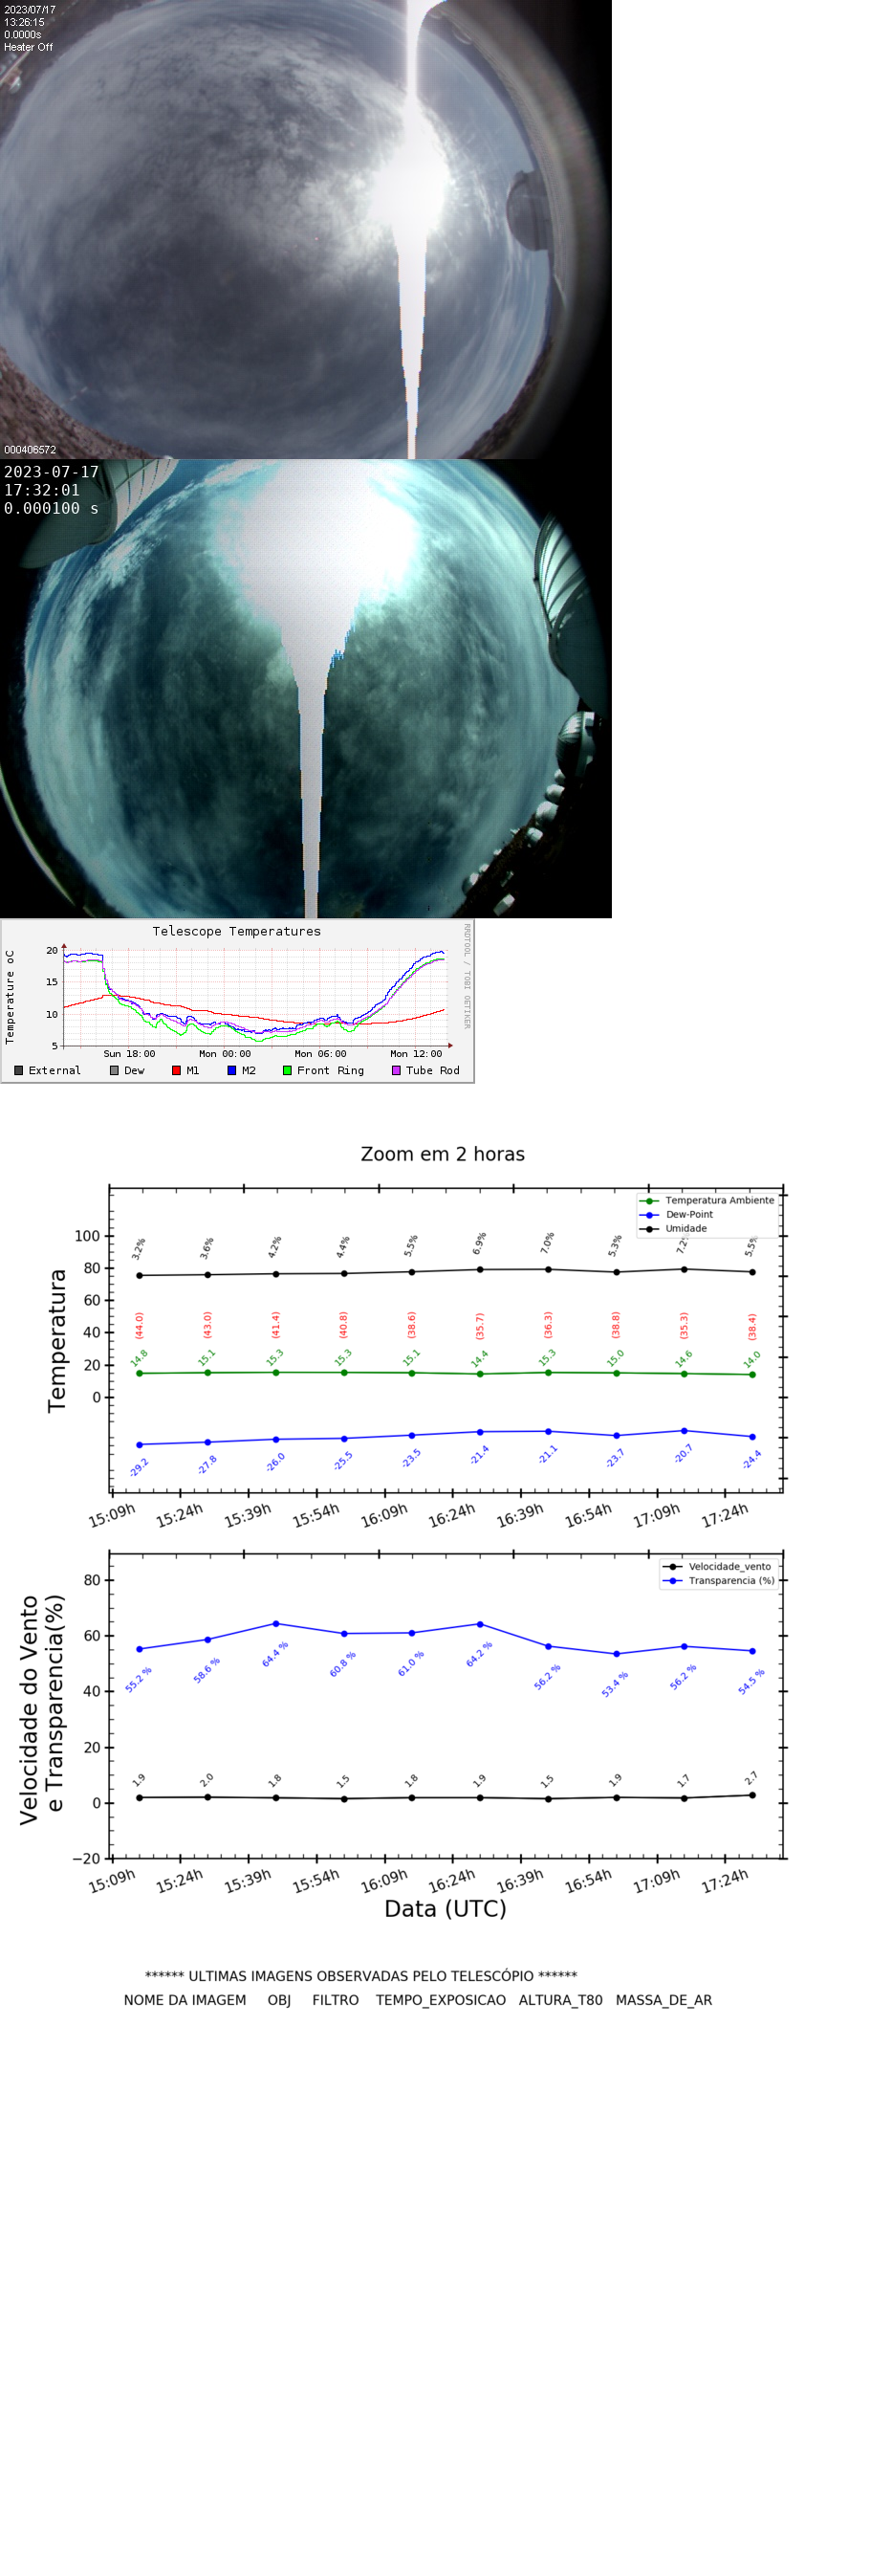 2023/07/17
13:26:15
0.0000s
Heater Off
000406572
2023-07-17
17:32:01
0.000100 s
Telescope Temperatures
RRDTOOL / TOBI OETIKER
Temperature oC
20
15
10
5
Sun 18:00 Mon 00:00 Mon 06:00 Mon 12:00
External Dew M1 M2 Front Ring Tube Rod
Zoom em 2 horas
Temperatura Ambiente
Dew-Point
Umidade
Temperatura
100
80
60
40
20
0
3.2% 3.6% 4.2% 4.4% 5.5% 6.9% 7.0% 5.3% 7.2% 5.5%
(44.0) (43.0) (41.4) (40.8) (38.6) (35.7) (36.3) (38.8) (35.3) (38.4)
14.8 15.1 15.3 15.3 15.1 14.4 15.3 15.0 14.6 14.0
-29.2 -27.8 -26.0 -25.5 -23.5 -21.4 -21.1 -23.7 -20.7 -24.4
15:09h 15:24h 15:39h 15:54h 16:09h 16:24h 16:39h 16:54h 17:09h 17:24h
Velocidade_vento
Transparencia (%)
Velocidade do Vento
e Transparencia(%)
80
60
40
20
0
−20
55.2 % 58.6 % 64.4 % 60.8 % 61.0 % 64.2 % 56.2 % 53.4 % 56.2 % 54.5 %
1.9 2.0 1.8 1.5 1.8 1.9 1.5 1.9 1.7 2.7
15:09h 15:24h 15:39h 15:54h 16:09h 16:24h 16:39h 16:54h 17:09h 17:24h
Data (UTC)
****** ULTIMAS IMAGENS OBSERVADAS PELO TELESCÓPIO ******
NOME DA IMAGEM OBJ FILTRO TEMPO_EXPOSICAO ALTURA_T80 MASSA_DE_AR